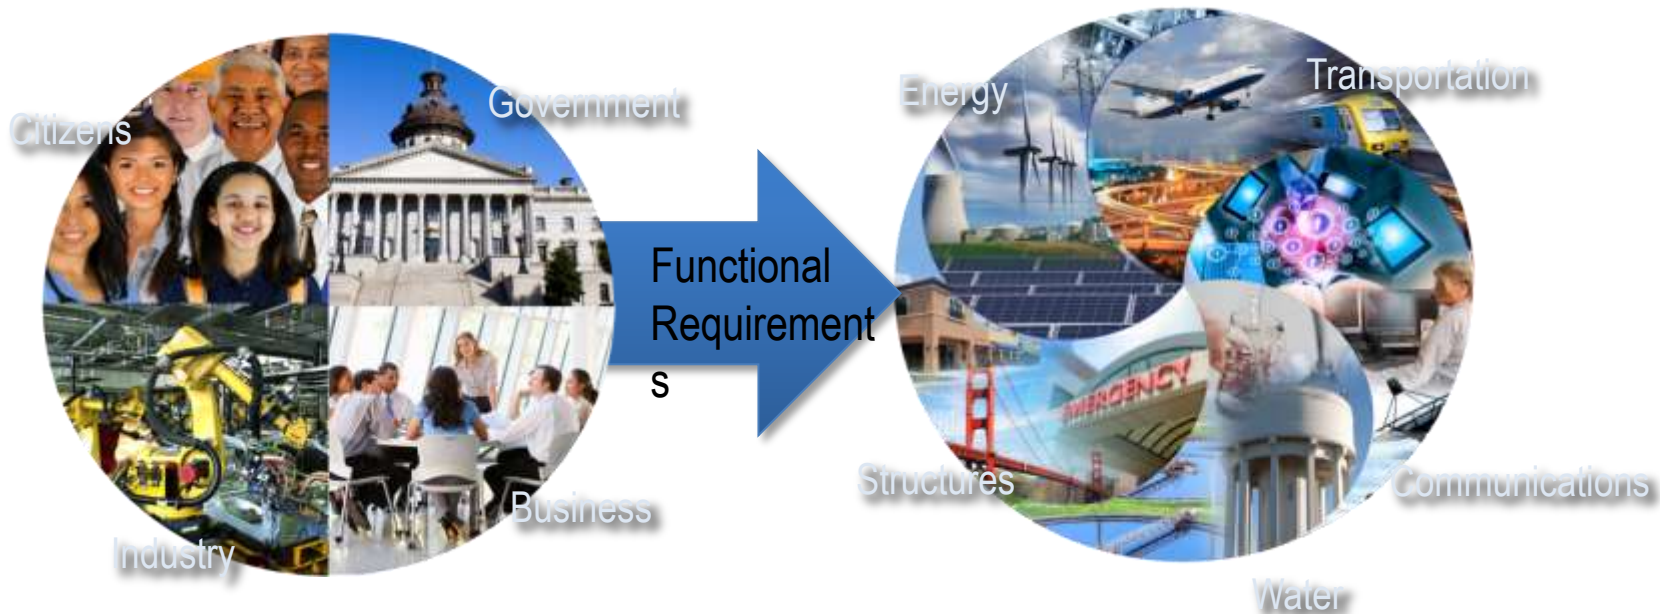 Citizens
Government
Industry
Business
Functional
Requirement
s
Energy
Transportation
EMERGENCY
Structures
Communications
Water